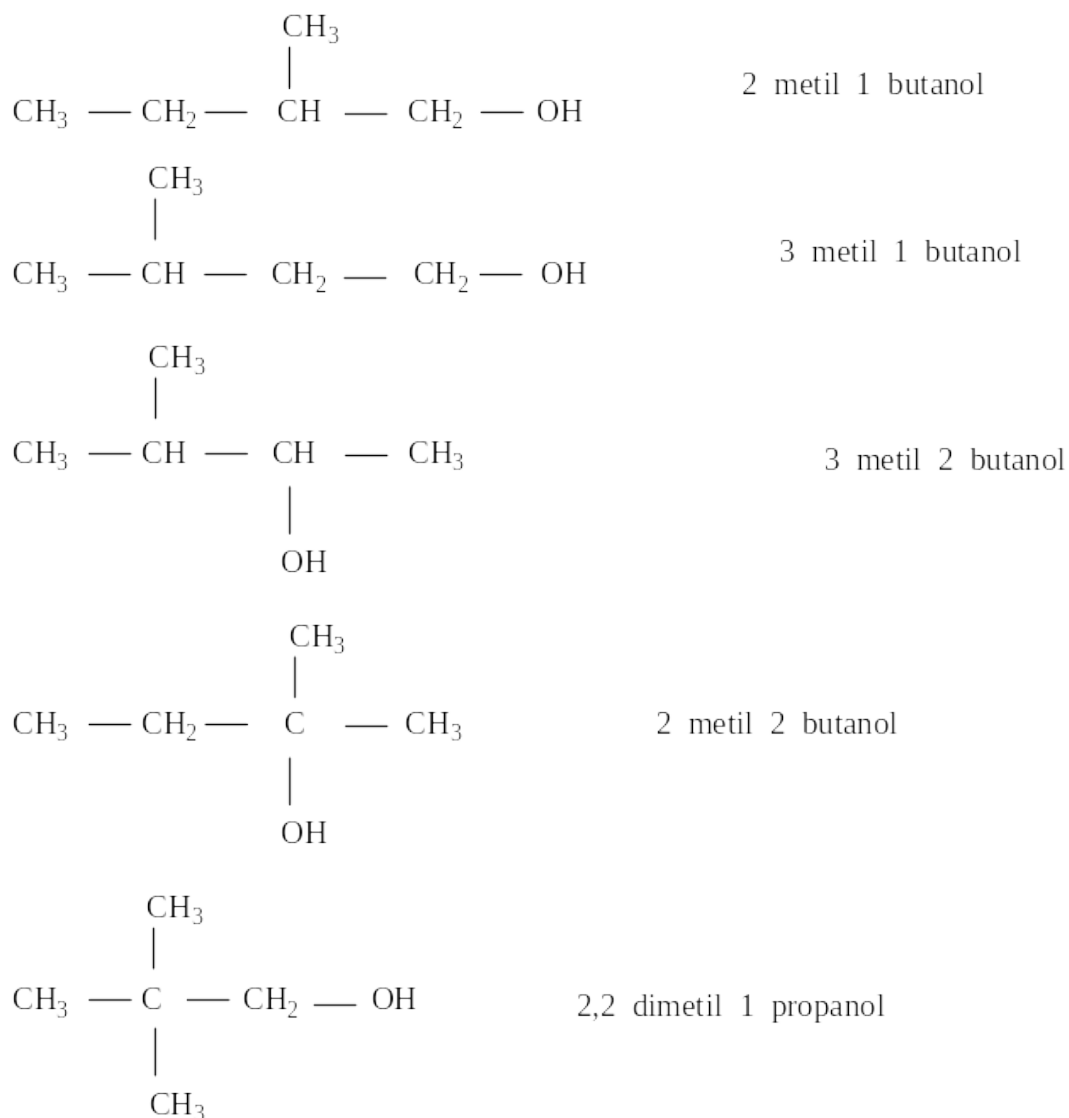 CH₃
CH₃ — CH₂ — CH — CH₂ — OH
2 metil 1 butanol
CH₃
CH₃ — CH — CH₂ — CH₂ — OH
3 metil 1 butanol
CH₃
CH₃ — CH — CH — CH₃
3 metil 2 butanol
OH
CH₃
CH₃ — CH₂ — C — CH₃
2 metil 2 butanol
OH
CH₃
CH₃ — C — CH₂ — OH
2,2 dimetil 1 propanol
CH₃